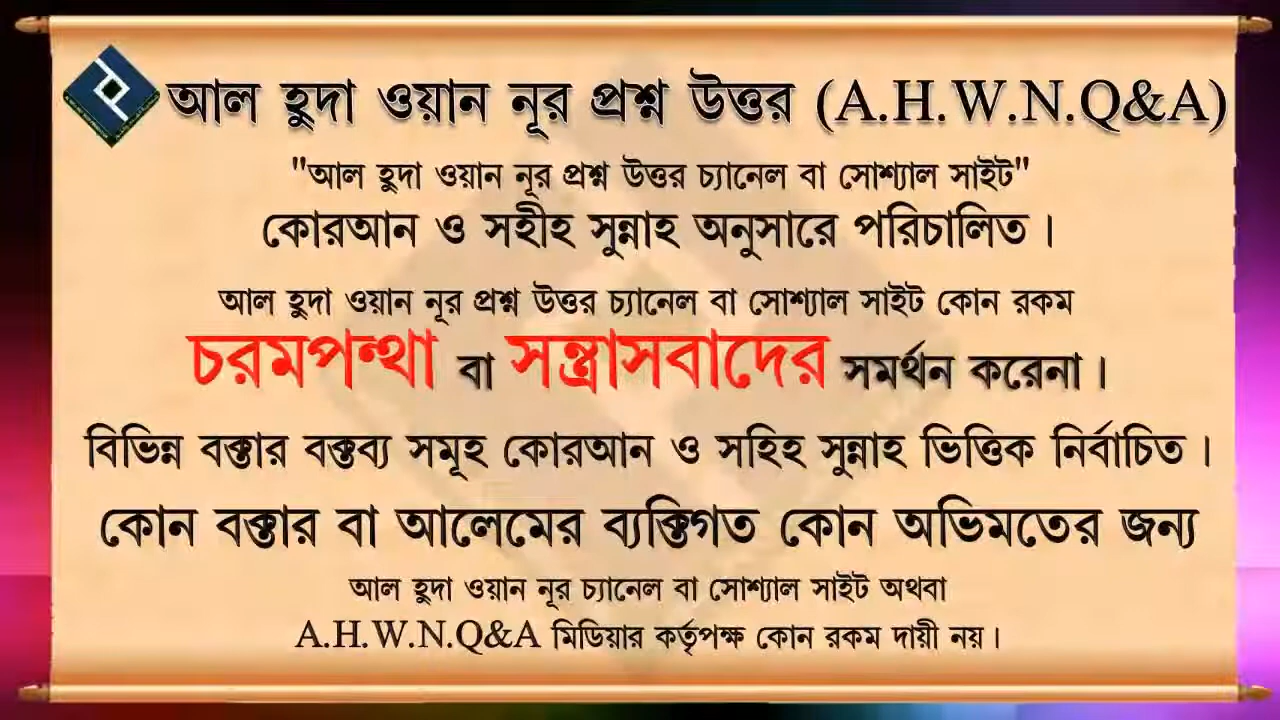 আল হুদা ওয়ান নূর প্রশ্ন উত্তর (A.H.W.N.Q&A)
"আল হুদা ওয়ান নূর প্রশ্ন উত্তর চ্যানেল বা সোশ্যাল সাইট"
কোরআন ও সহীহ সুন্নাহ অনুসারে পরিচালিত।
আল হুদা ওয়ান নূর প্রশ্ন উত্তর চ্যানেল বা সোশ্যাল সাইট কোন রকম
চরমপন্থা বা সন্ত্রাসবাদের সমর্থন করেনা।
বিভিন্ন বক্তার বক্তব্য সমূহ কোরআন ও সহিহ সুন্নাহ ভিত্তিক নির্বাচিত।
কোন বক্তার বা আলেমের ব্যক্তিগত কোন অভিমতের জন্য
আল হুদা ওয়ান নূর চ্যানেল বা সোশ্যাল সাইট অথবা
A.H.W.N.Q&A মিডিয়ার কর্তৃপক্ষ কোন রকম দায়ী নয়।